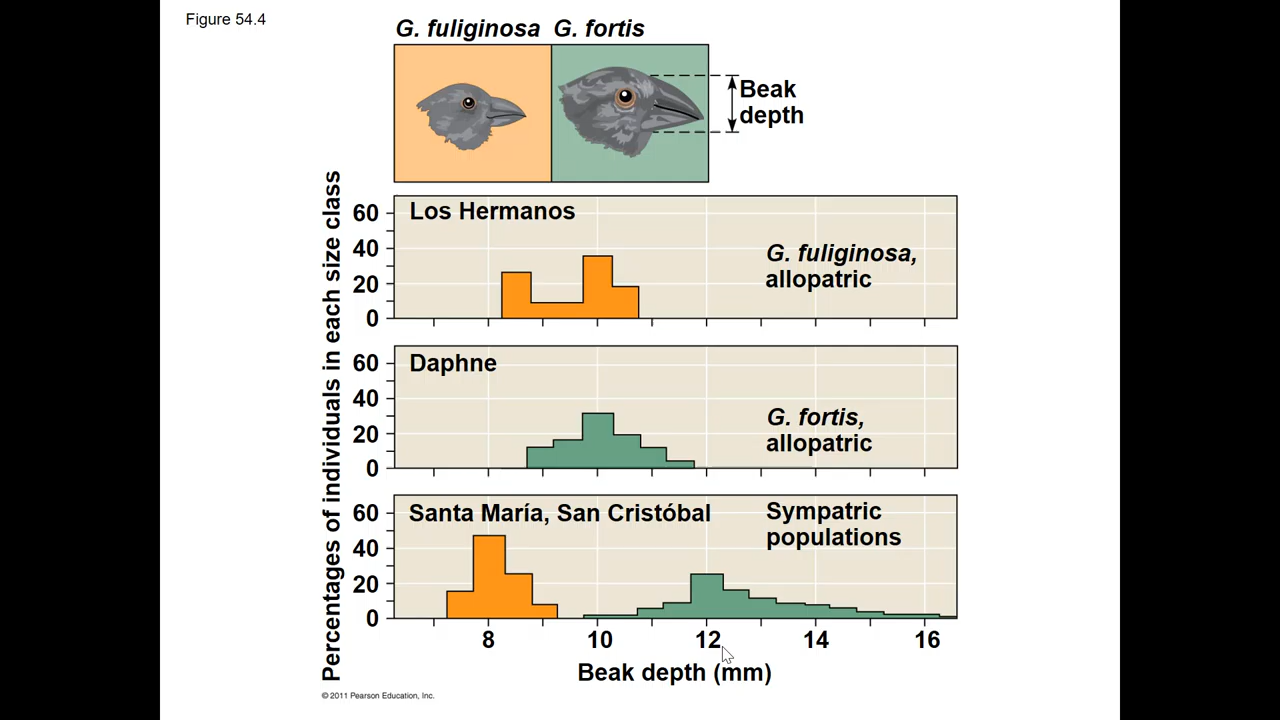 Figure 54.4
G. fuliginosa G. fortis
Beak
depth
Percentages of individuals in each size class
60
40
20
0
Los Hermanos
G. fuliginosa,
allopatric
60
40
20
0
Daphne
G. fortis,
allopatric
60
40
20
0
Santa María, San Cristóbal
Sympatric
populations
8 10 12 14 16
Beak depth (mm)
© 2011 Pearson Education, Inc.